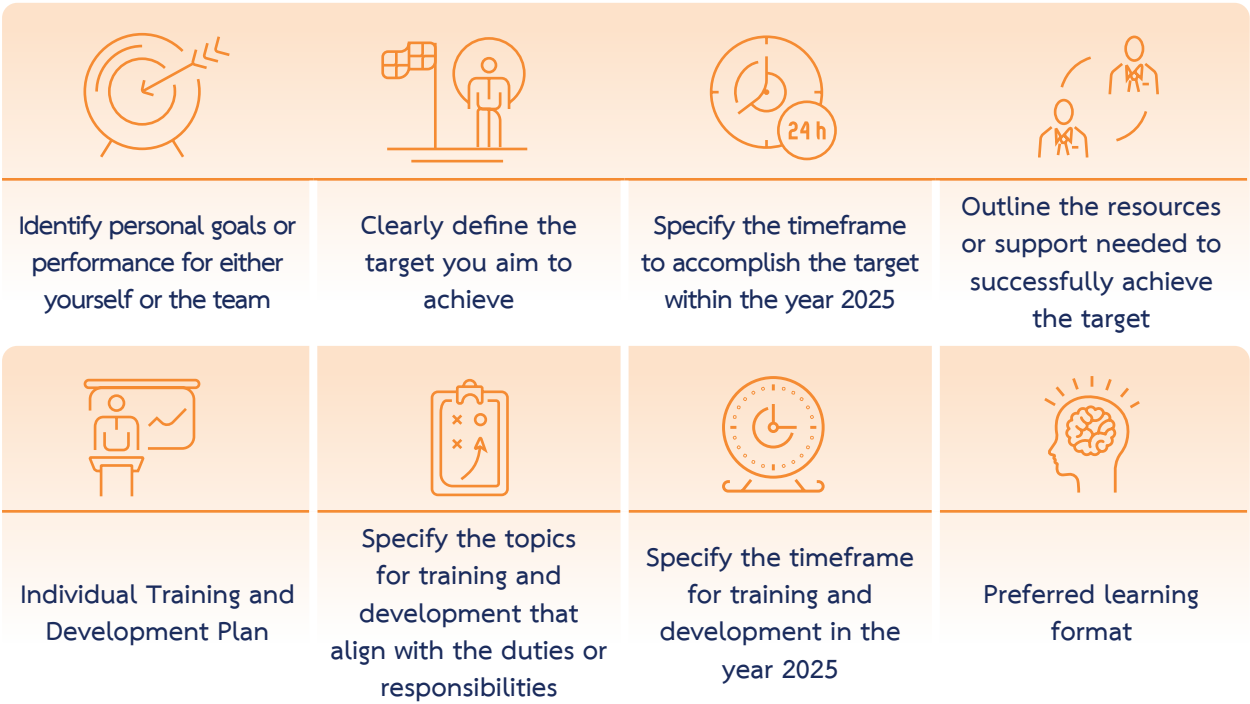 24 h
Identify personal goals or
performance for either
yourself or the team
Clearly define the
target you aim to
achieve
Specify the timeframe
to accomplish the target
within the year 2025
Outline the resources
or support needed to
successfully achieve
the target
x O
x A
Individual Training and
Development Plan
Specify the topics
for training and
development that
align with the duties or
responsibilities
Specify the timeframe
for training and
development in the
year 2025
Preferred learning
format